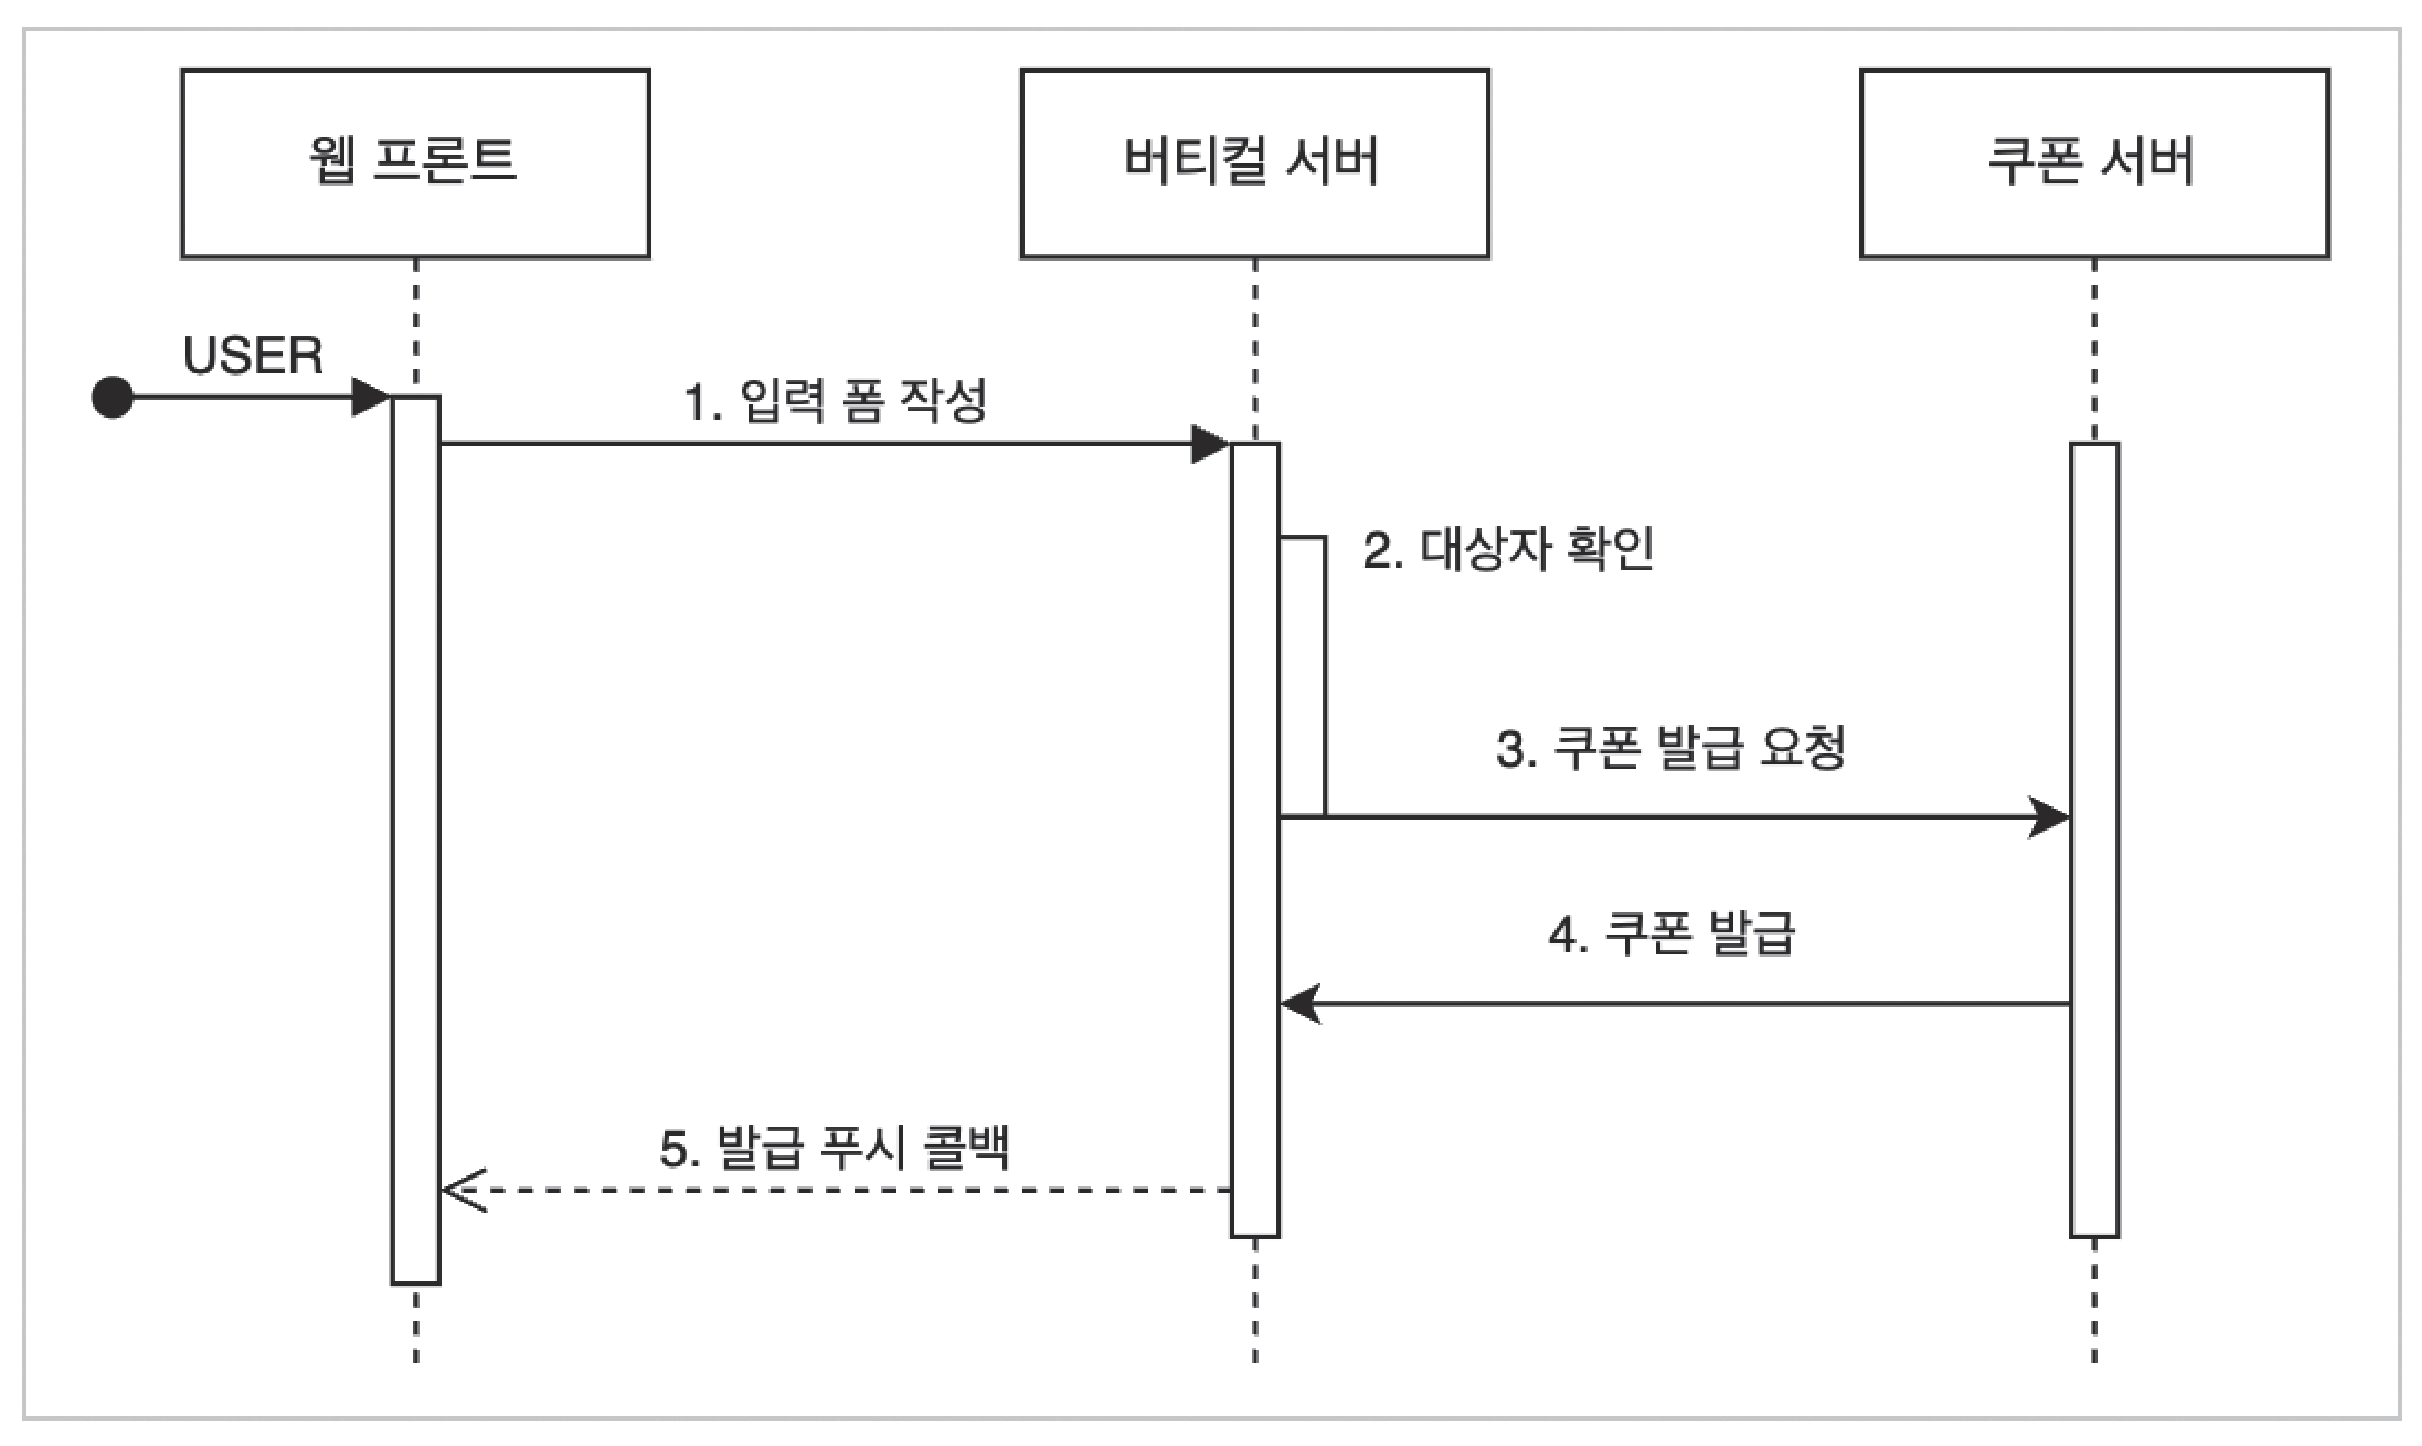 웹 프론트
버티컬 서버
쿠폰 서버
USER
1. 입력 폼 작성
2. 대상자 확인
3. 쿠폰 발급 요청
4. 쿠폰 발급
5. 발급 푸시 콜백